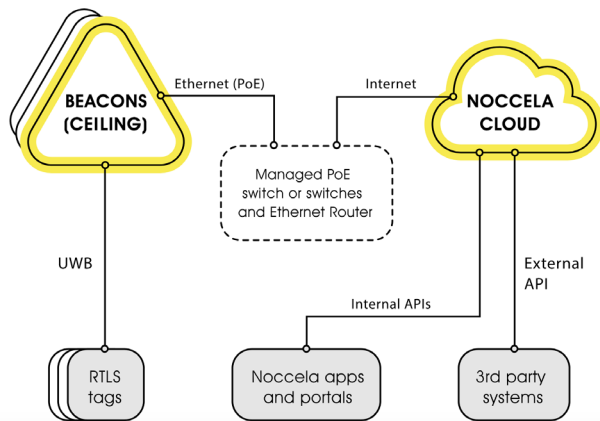 Ethernet (PoE)
Internet
BEACONS
(CEILING)
NOCCELA
CLOUD
Managed PoE
switch or switches
and Ethernet Router
UWB
External
API
Internal APIs
RTLS
tags
Noccela apps
and portals
3rd party
systems